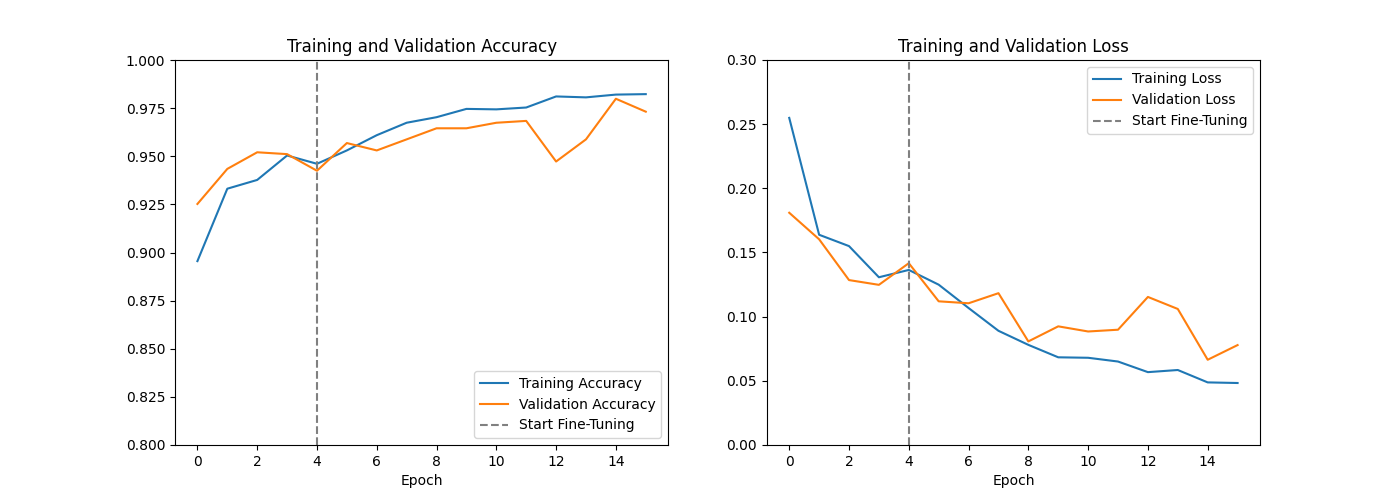 Training and Validation Accuracy
1.000
0.975
0.950
0.925
0.900
0.875
0.850
0.825
0.800
Training Accuracy
Validation Accuracy
Start Fine-Tuning
0 2 4 6 8 10 12 14
Epoch
Training and Validation Loss
0.30
0.25
0.20
0.15
0.10
0.05
0.00
Training Loss
Validation Loss
Start Fine-Tuning
0 2 4 6 8 10 12 14
Epoch